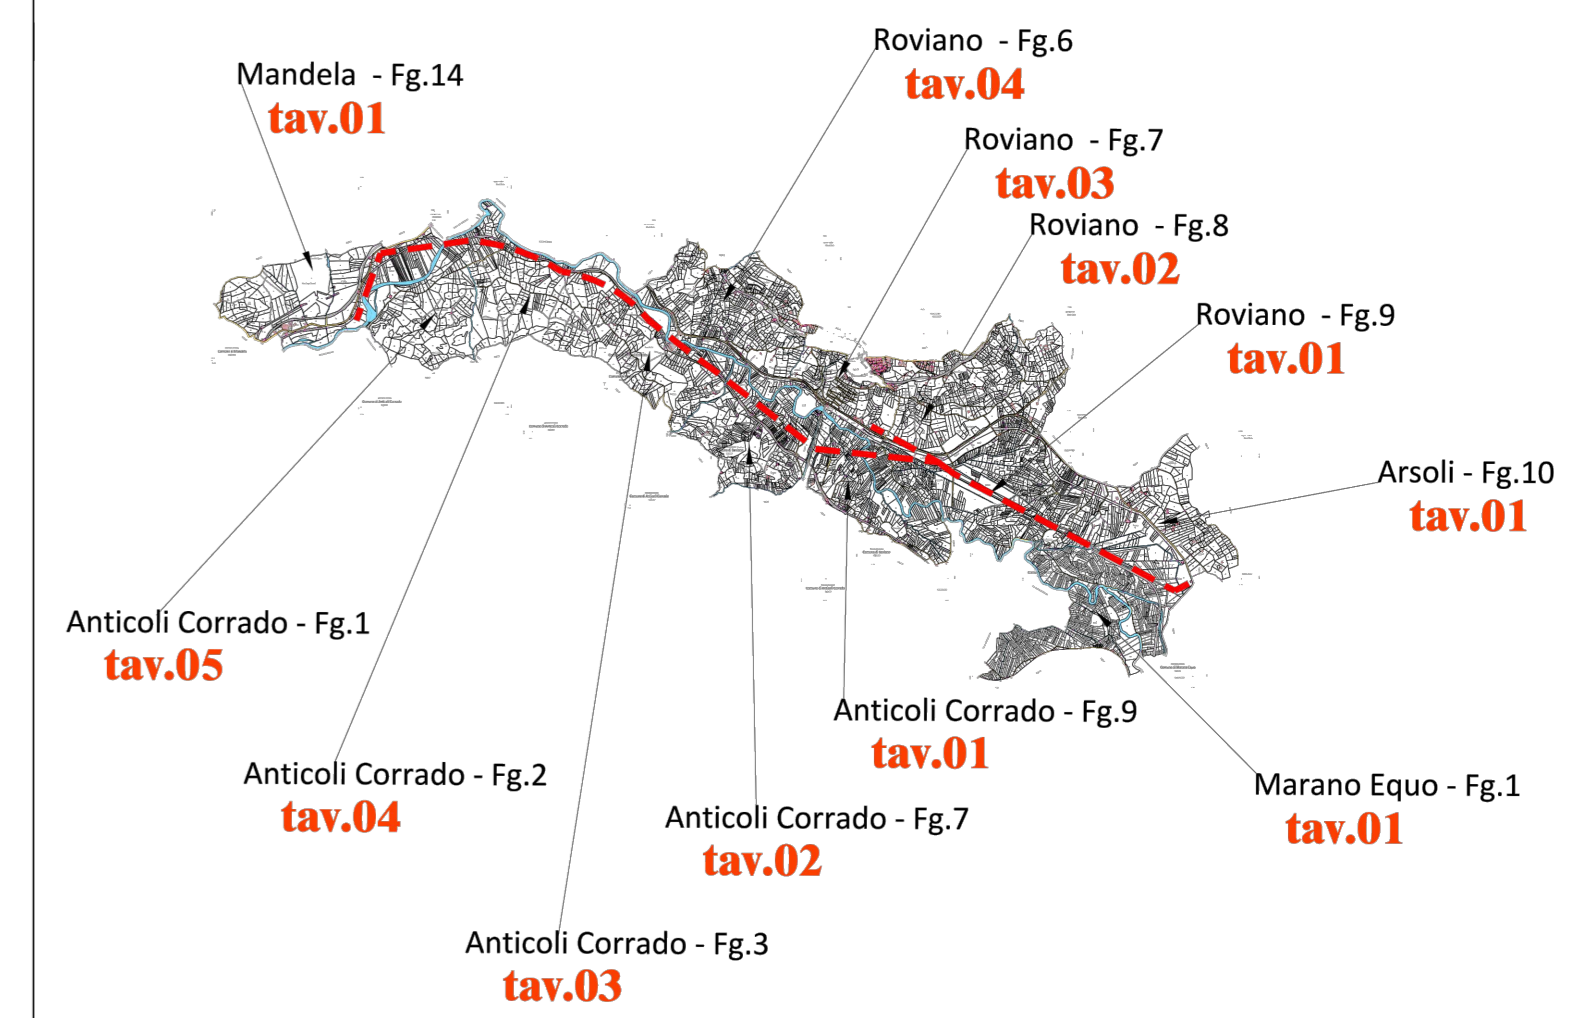 Roviano - Fg.6
tav.04
Mandela - Fg.14
tav.01
Roviano - Fg.7
tav.03
Roviano - Fg.8
tav.02
Roviano - Fg.9
tav.01
Arsoli - Fg.10
tav.01
Anticoli Corrado - Fg.1
tav.05
Anticoli Corrado - Fg.9
tav.01
Anticoli Corrado - Fg.2
tav.04
Marano Equo - Fg.1
tav.01
Anticoli Corrado - Fg.7
tav.02
Anticoli Corrado - Fg.3
tav.03